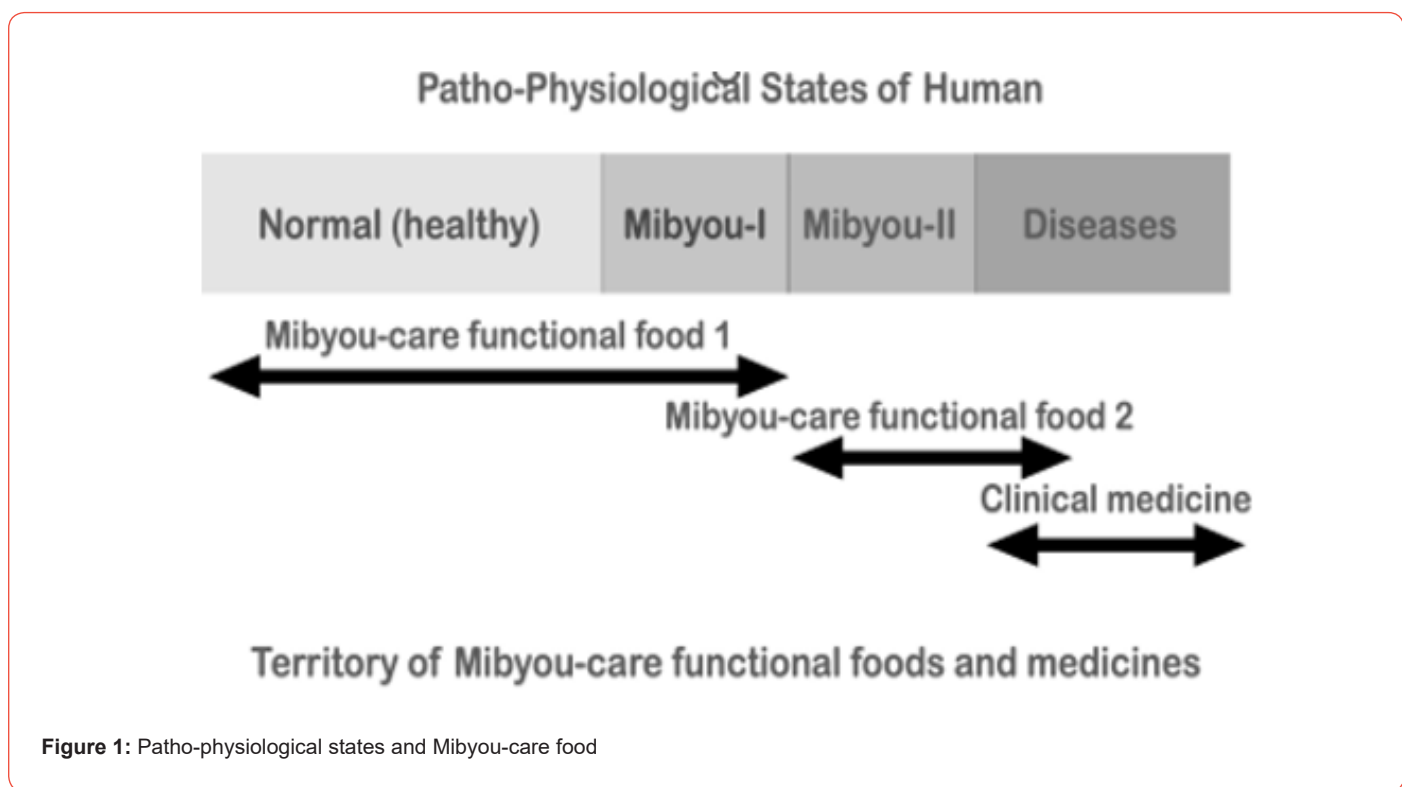 Patho-Physiological States of Human
Normal (healthy) Mibyou-I Mibyou-II Diseases
Mibyou-care functional food 1
Mibyou-care functional food 2
Clinical medicine
Territory of Mibyou-care functional foods and medicines
Figure 1: Patho-physiological states and Mibyou-care food